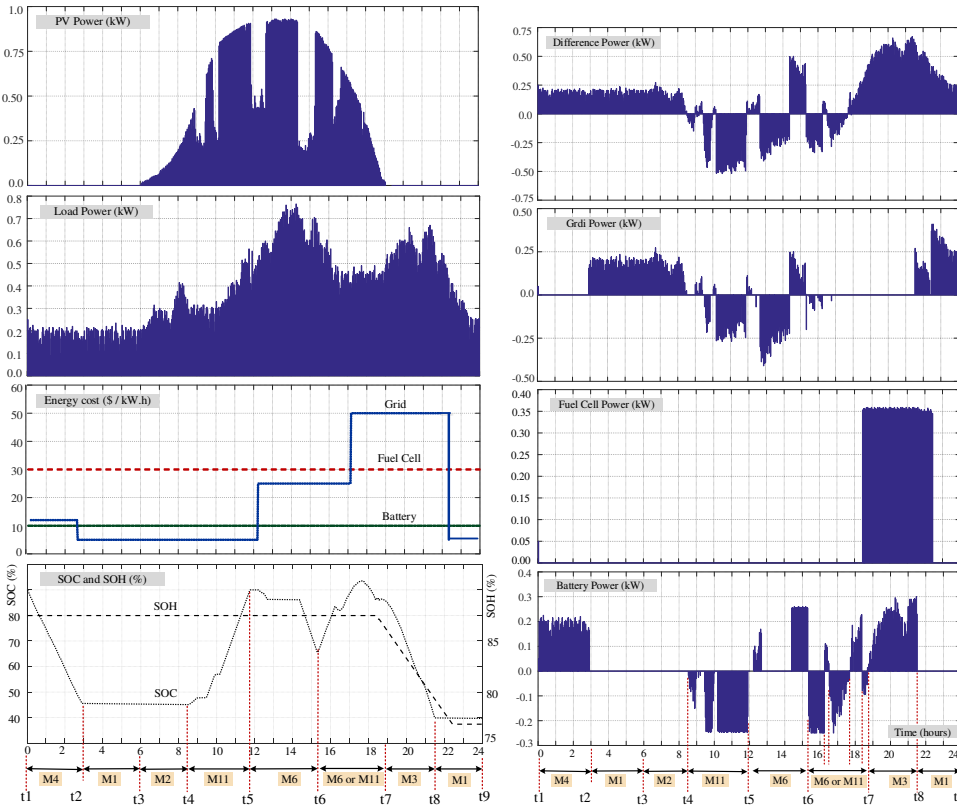 PV Power (kW)
1.0
0.75
0.50
0.25
0.0
Load Power (kW)
0.8
0.7
0.6
0.5
0.4
0.3
0.2
0.1
0.0
Energy cost ($ / kW.h)
Grid
Fuel Cell
Battery
60
50
40
30
20
10
0
SOC and SOH (%)
SOC (%)
SOH (%)
SOH
SOC
80
70
60
50
40
85
80
75
0 2 4 6 8 10 12 14 16 18 20 22 24
M4 M1 M2 M11 M6 M6 or M11 M3 M1
t1 t2 t3 t4 t5 t6 t7 t8 t9
Difference Power (kW)
0.75
0.50
0.25
0.0
-0.25
-0.50
-0.75
Grdi Power (kW)
0.50
0.25
0.0
-0.25
-0.50
Fuel Cell Power (kW)
0.40
0.35
0.30
0.25
0.20
0.15
0.10
0.05
0.00
Battery Power (kW)
0.3
0.2
0.1
0.0
-0.1
-0.2
-0.3
Time (hours)
0 2 4 6 8 10 12 14 16 18 20 22 24
M4 M1 M2 M11 M6 M6 or M11 M3 M1
t1 t2 t3 t4 t5 t6 t7 t8